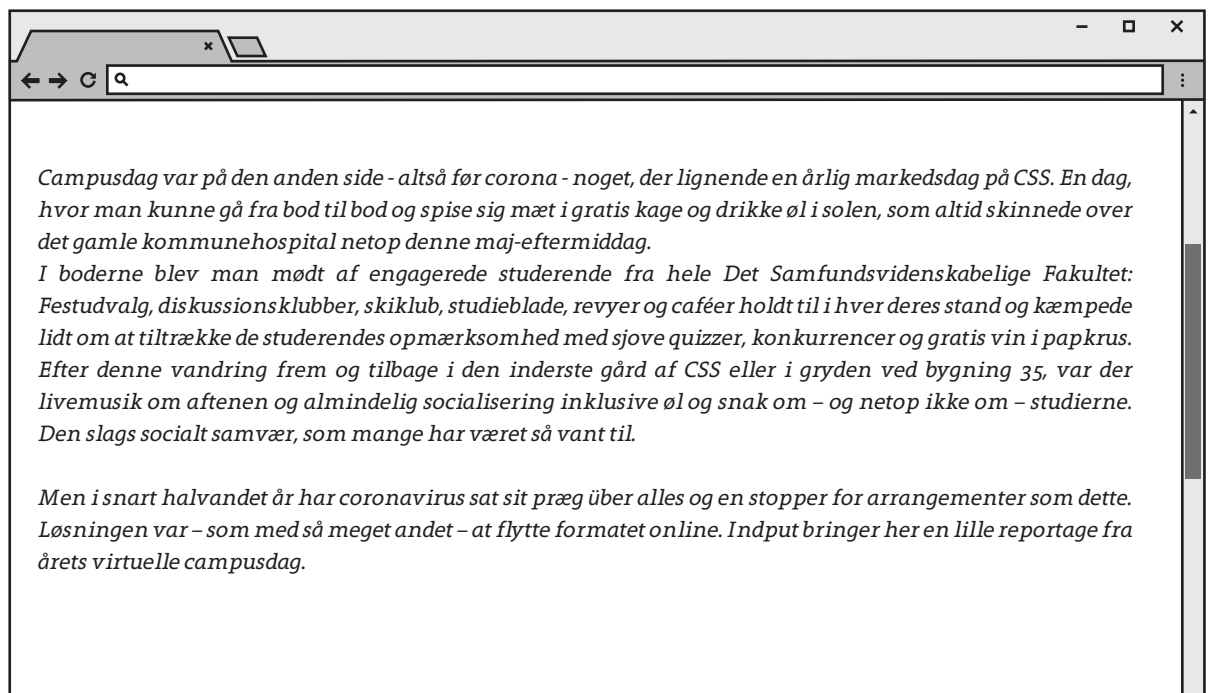 Campusdag var på den anden side - altså før corona - noget, der lignende en årlig markedsdag på CSS. En dag,
hvor man kunne gå fra bod til bod og spise sig mæt i gratis kage og drikke øl i solen, som altid skinnede over
det gamle kommunehospital netop denne maj-eftermiddag.
I boderne blev man mødt af engagerede studerende fra hele Det Samfundsvidenskabelige Fakultet:
Festudvalg, diskussionsklubber, skiklub, studieblade, revyer og caféer holdt til i hver deres stand og kæmpede
lidt om at tiltrække de studerendes opmærksomhed med sjove quizzer, konkurrencer og gratis vin i papkrus.
Efter denne vandring frem og tilbage i den inderste gård af CSS eller i gryden ved bygning 35, var der
livemusik om aftenen og almindelig socialisering inklusive øl og snak om – og netop ikke om – studierne.
Den slags socialt samvær, som mange har været så vant til.
Men i snart halvandet år har coronavirus sat sit præg über alles og en stopper for arrangementer som dette.
Løsningen var – som med så meget andet – at flytte formatet online. Indput bringer her en lille reportage fra
årets virtuelle campusdag.